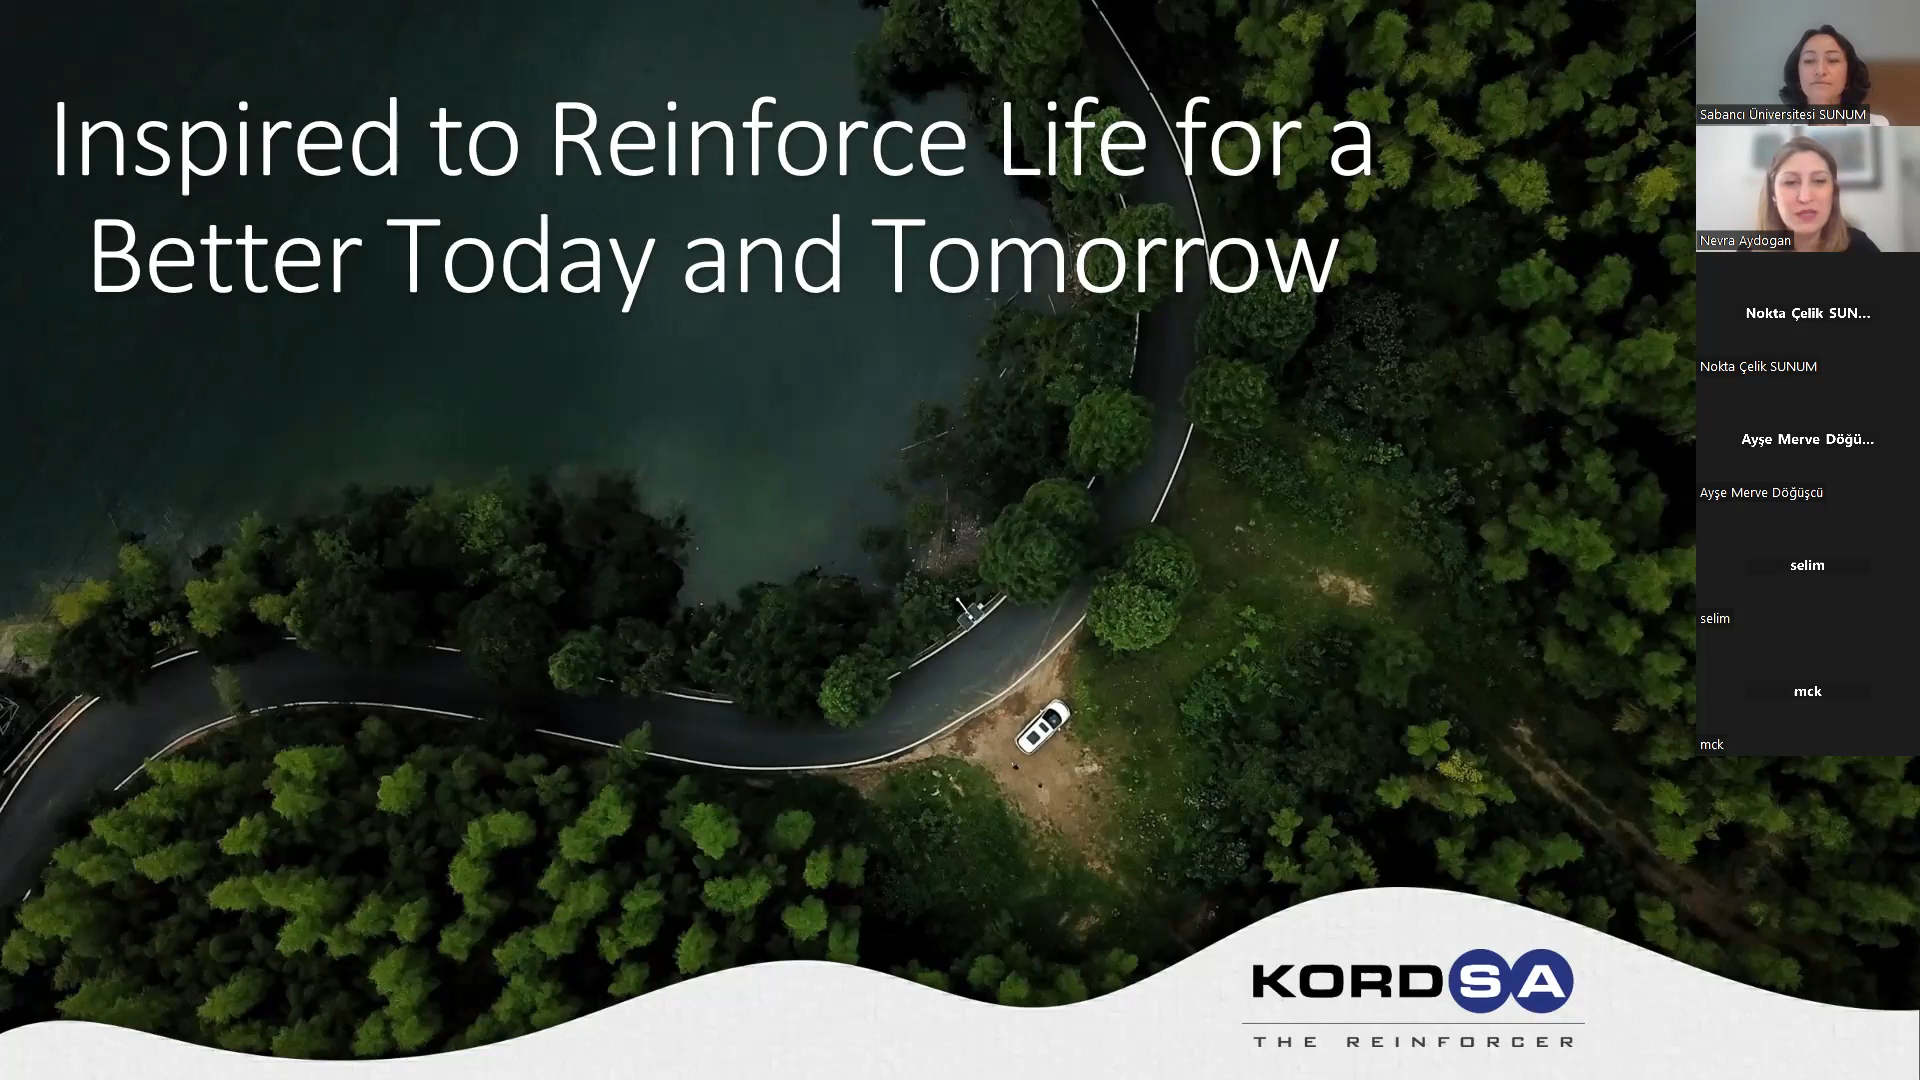 Inspired to Reinforce Life for a
Better Today and Tomorrow
KORDSA
THE REINFORCER
Sabancı Üniversitesi SUNUM
Nevra Aydogan
Nokta Çelik SUN...
Nokta Çelik SUNUM
Ayşe Merve Döğü...
Ayşe Merve Döğüşcü
selim
selim
mck
mck